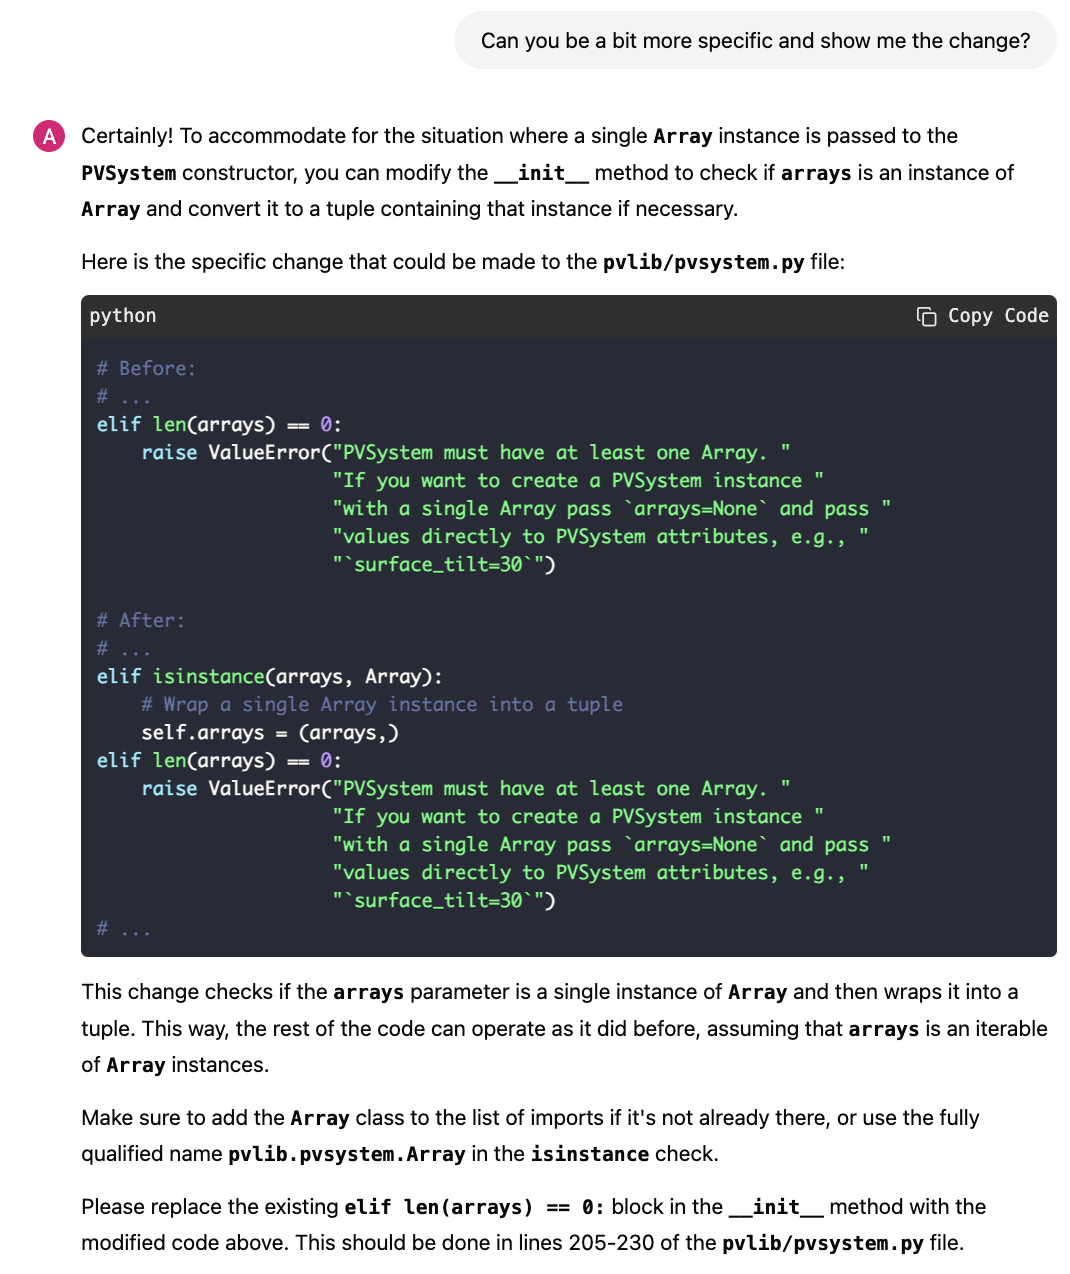 Can you be a bit more specific and show me the change?
A
Certainly! To accommodate for the situation where a single Array instance is passed to the
PVSystem constructor, you can modify the __init__ method to check if arrays is an instance of
Array and convert it to a tuple containing that instance if necessary.
Here is the specific change that could be made to the pvlib/pvsystem.py file:
python
Copy Code
# Before:
# ...
elif len(arrays) == 0:
    raise ValueError("PVSystem must have at least one Array. "
                     "If you want to create a PVSystem instance "
                     "with a single Array pass `arrays=None` and pass "
                     "values directly to PVSystem attributes, e.g., "
                     "`surface_tilt=30`")
# After:
# ...
elif isinstance(arrays, Array):
    # Wrap a single Array instance into a tuple
    self.arrays = (arrays,)
elif len(arrays) == 0:
    raise ValueError("PVSystem must have at least one Array. "
                     "If you want to create a PVSystem instance "
                     "with a single Array pass `arrays=None` and pass "
                     "values directly to PVSystem attributes, e.g., "
                     "`surface_tilt=30`")
# ...
This change checks if the arrays parameter is a single instance of Array and then wraps it into a
tuple. This way, the rest of the code can operate as it did before, assuming that arrays is an iterable
of Array instances.
Make sure to add the Array class to the list of imports if it's not already there, or use the fully
qualified name pvlib.pvsystem.Array in the isinstance check.
Please replace the existing elif len(arrays) == 0: block in the __init__ method with the
modified code above. This should be done in lines 205-230 of the pvlib/pvsystem.py file.